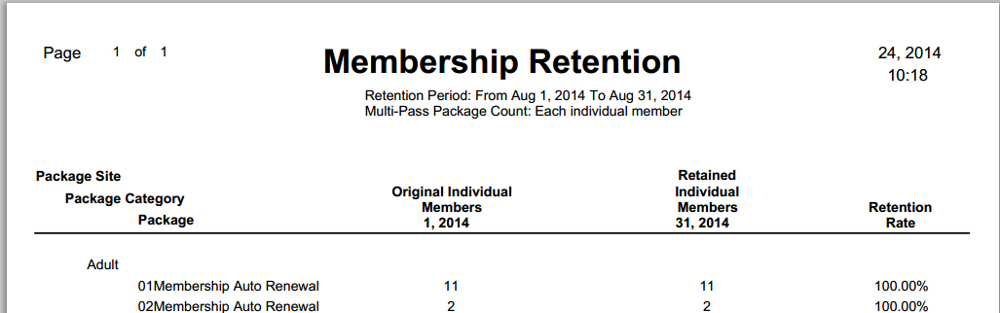 Page 1 of 1
Membership Retention
24, 2014
10:18
Retention Period: From Aug 1, 2014 To Aug 31, 2014
Multi-Pass Package Count: Each individual member
Package Site
Package Category
Package
Original Individual
Members
1, 2014
Retained
Individual
Members
31, 2014
Retention
Rate
Adult
01Membership Auto Renewal 11 11 100.00%
02Membership Auto Renewal 2 2 100.00%